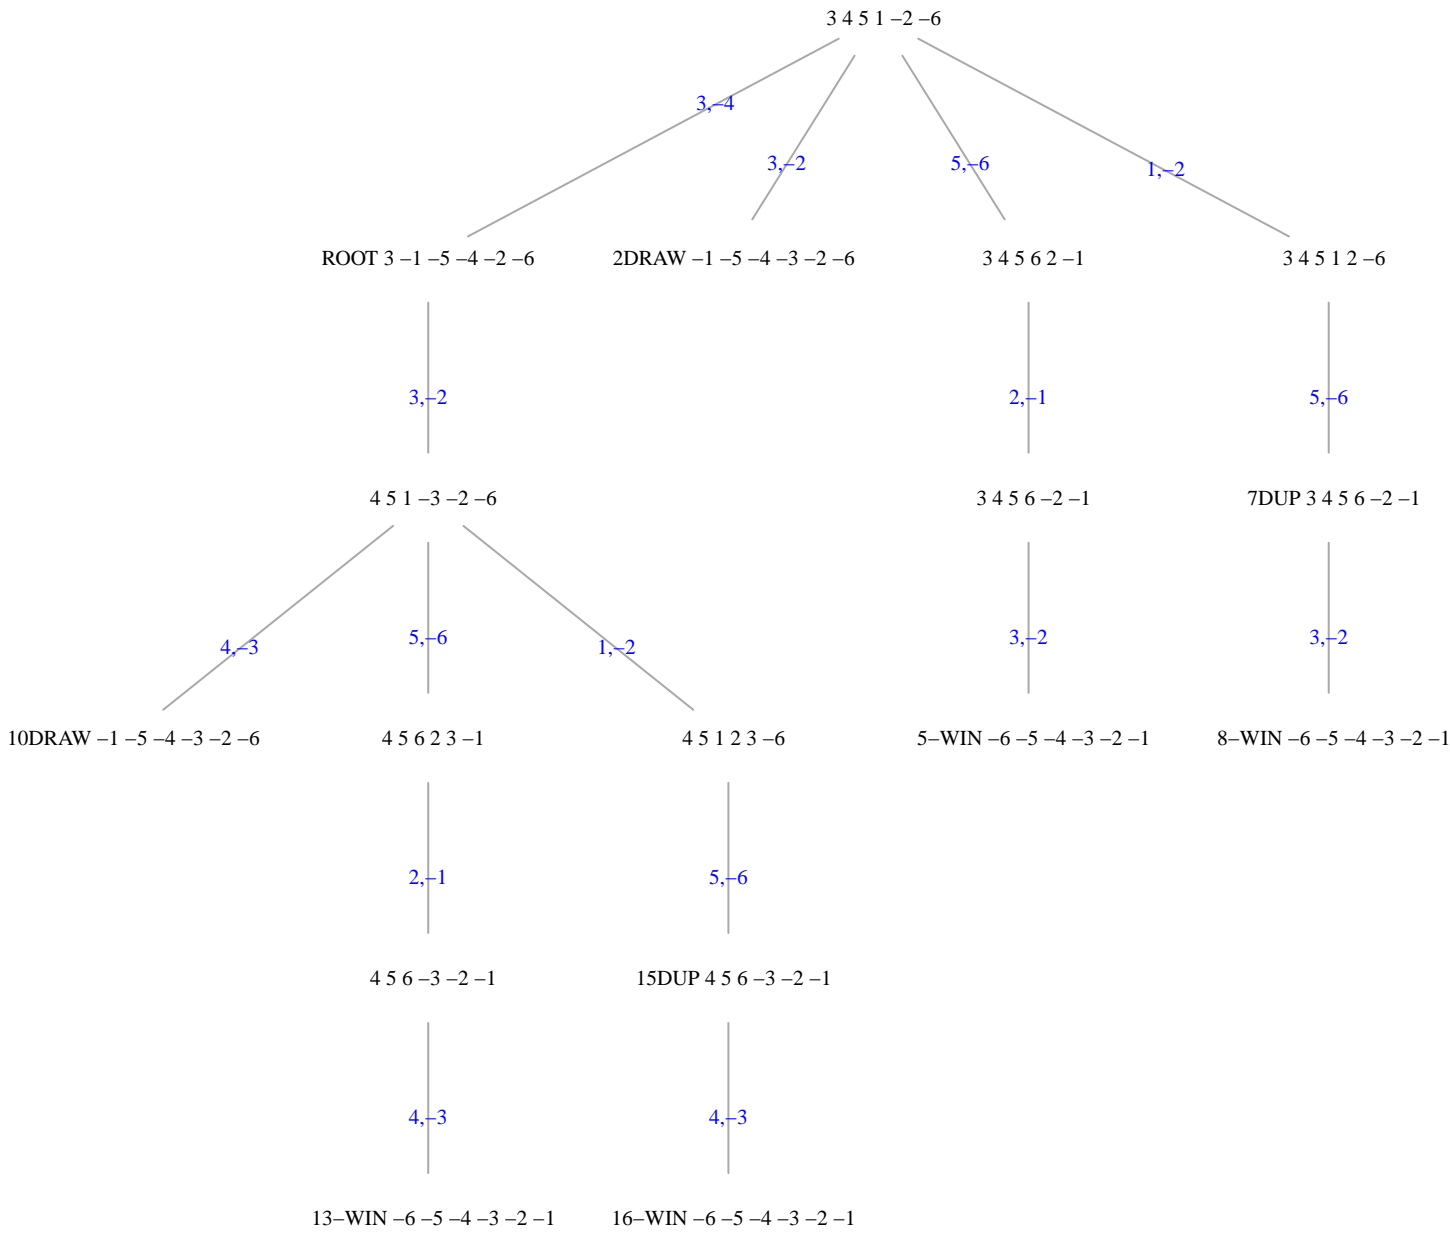 3 4 5 1 –2 –6
3,–4
3,–2
5,–6
1,–2
ROOT 3 –1 –5 –4 –2 –6
2DRAW –1 –5 –4 –3 –2 –6
3 4 5 6 2 –1
3 4 5 1 2 –6
3,–2
2,–1
5,–6
4 5 1 –3 –2 –6
3 4 5 6 –2 –1
7DUP 3 4 5 6 –2 –1
4,–3
5,–6
1,–2
3,–2
3,–2
10DRAW –1 –5 –4 –3 –2 –6
4 5 6 2 3 –1
4 5 1 2 3 –6
5–WIN –6 –5 –4 –3 –2 –1
8–WIN –6 –5 –4 –3 –2 –1
2,–1
5,–6
4 5 6 –3 –2 –1
15DUP 4 5 6 –3 –2 –1
4,–3
4,–3
13–WIN –6 –5 –4 –3 –2 –1
16–WIN –6 –5 –4 –3 –2 –1